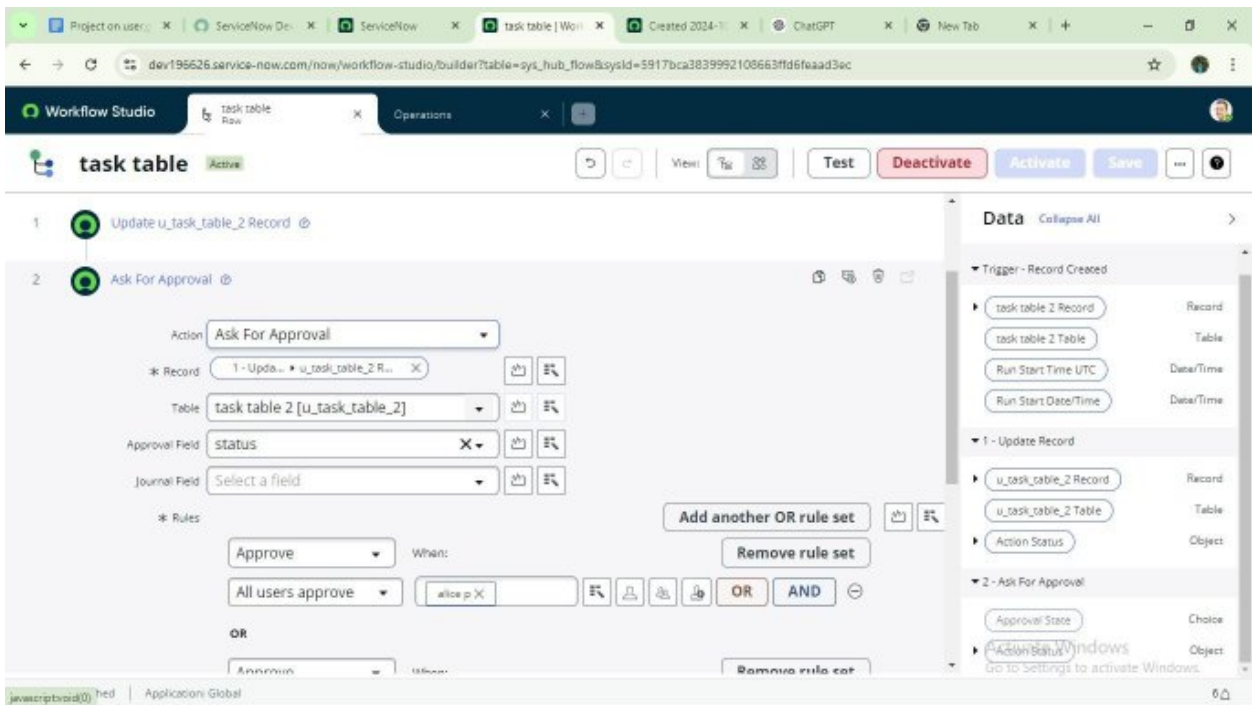 Project on user, ServiceNow Dev ServiceNow task table | Work Created 2024-1 ChatGPT New Tab
dev196626.service-now.com/now/workflow-studio/builder?table=sys_hub_flow&sysId=5917bca3839992108663ffd6feaad3ec
Workflow Studio task table Operations
Flow
task table Active View: Test Deactivate Activate Save
1 Update u_task_table_2 Record
2 Ask For Approval
Action Ask For Approval
* Record 1 - Upda... ▸ u_task_table_2 R...
Table task table 2 [u_task_table_2]
Approval Field status
Journal Field Select a field
* Rules Add another OR rule set
Approve When: Remove rule set
All users approve alice p OR AND
OR
Approve When: Remove rule set
Data Collapse All
Trigger - Record Created
task table 2 Record Record
task table 2 Table Table
Run Start Time UTC Date/Time
Run Start Date/Time Date/Time
1 - Update Record
u_task_table_2 Record Record
u_task_table_2 Table Table
Action Status Object
2 - Ask For Approval
Approval State Choice
Action Status Object
Activate Windows
Go to Settings to activate Windows.
javascript:void(0) hed Application: Global 6